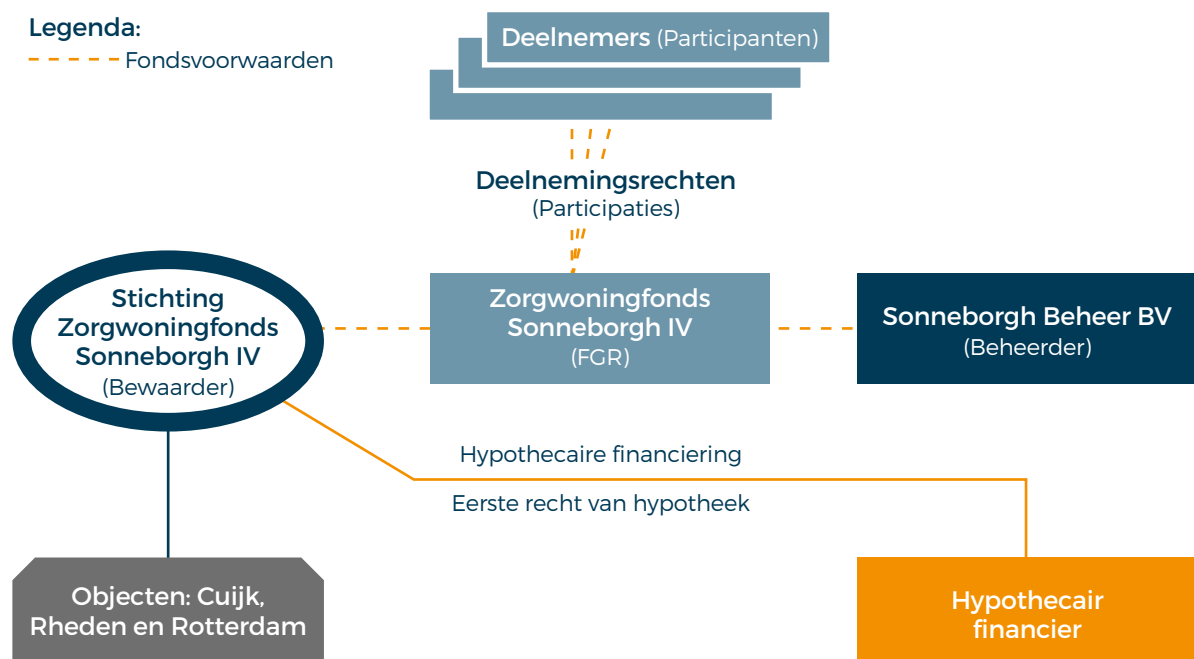 Legenda:
Fondsvoorwaarden
Deelnemers (Participanten)
Deelnemingsrechten
(Participaties)
Stichting
Zorgwoningfonds
Sonneborgh IV
(Bewaarder)
Zorgwoningfonds
Sonneborgh IV
(FGR)
Sonneborgh Beheer BV
(Beheerder)
Hypothecaire financiering
Eerste recht van hypotheek
Objecten: Cuijk,
Rheden en Rotterdam
Hypothecair
financier